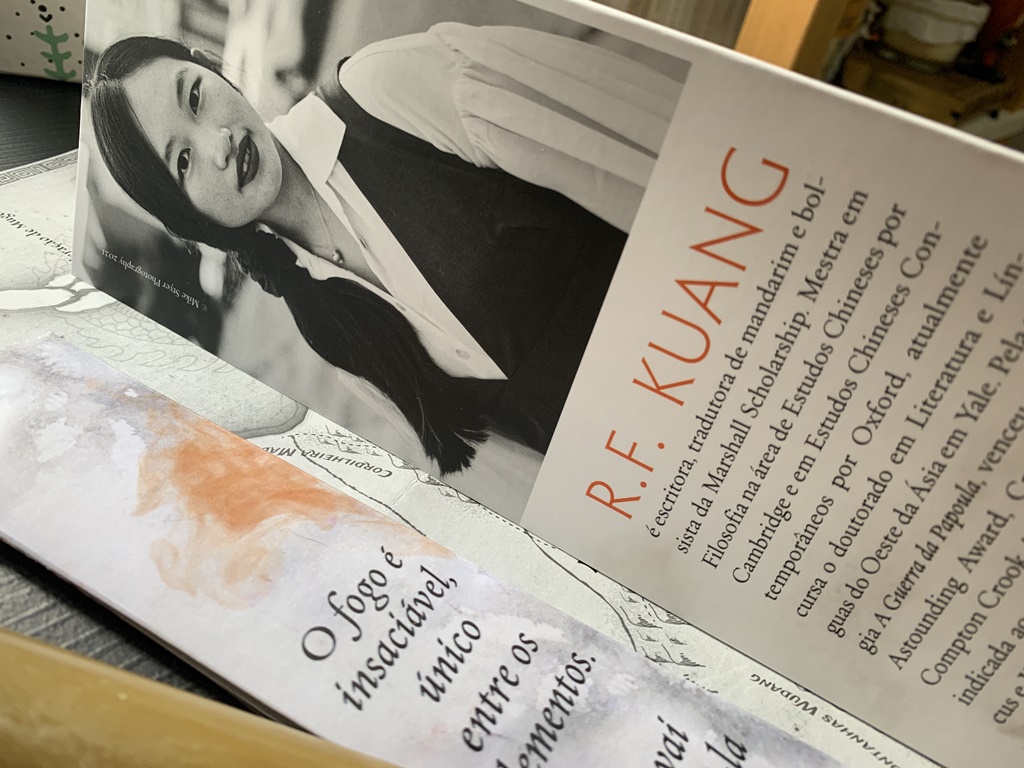 © Mike Styer Photography 2021
R.F. KUANG
é escritora, tradutora de mandarim e bol-
sista da Marshall Scholarship. Mestra em
Filosofia na área de Estudos Chineses por
Cambridge e em Estudos Chineses Con-
temporâneos por Oxford, atualmente
cursa o doutorado em Literatura e Lín-
guas do Oeste da Ásia em Yale. Pela
gia A Guerra da Papoula, venceu
Astounding Award,
Compton Crook
indicada ao
O fogo é
insaciável,
único
entre os
elementos.
vai
CORDILHEIRA
WUDANG